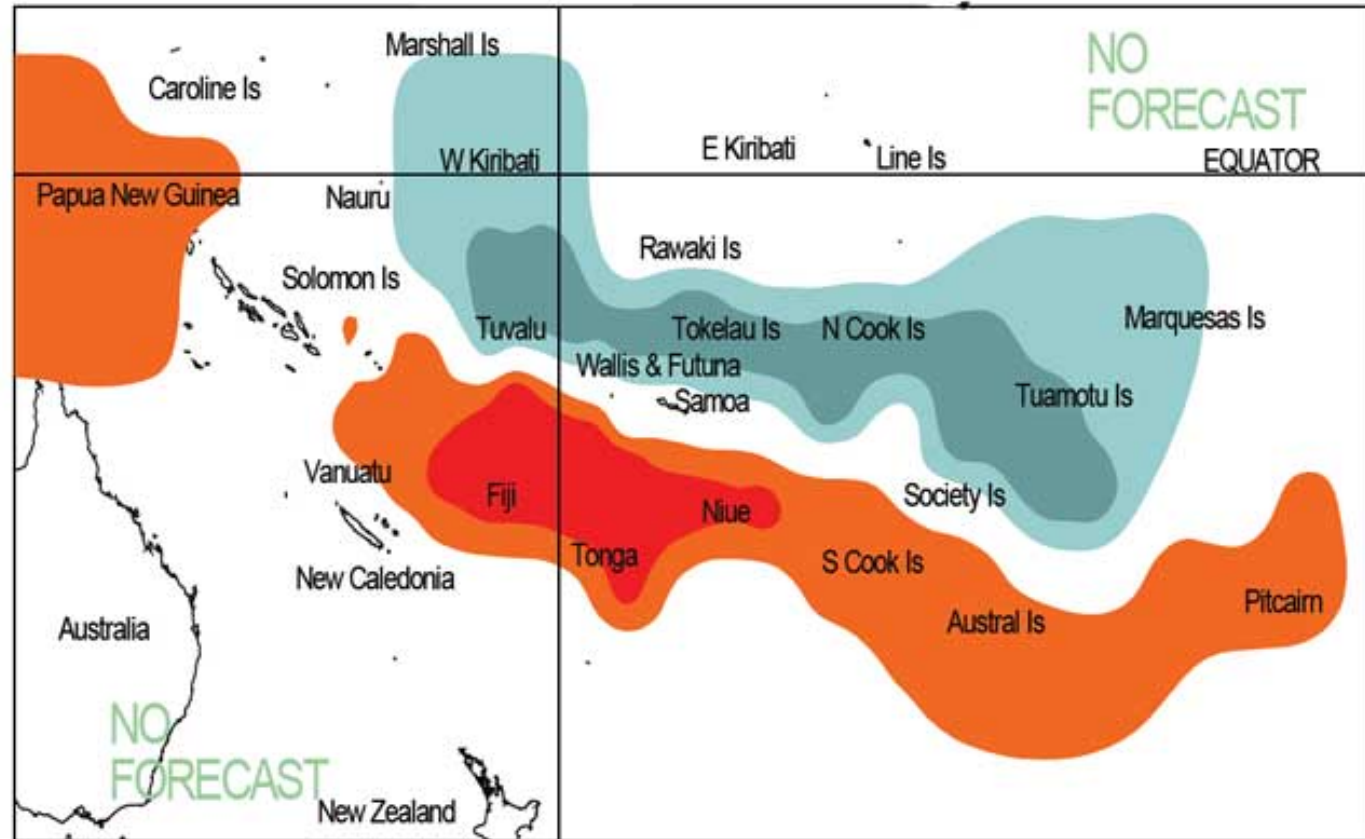 Marshall Is
NO
FORECAST
Caroline Is
W Kiribati
E Kiribati
Line Is
EQUATOR
Papua New Guinea
Nauru
Rawaki Is
Solomon Is
Tuvalu
Tokelau Is
N Cook Is
Marquesas Is
Wallis & Futuna
Samoa
Tuamotu Is
Vanuatu
Fiji
Niue
Society Is
Tonga
S Cook Is
New Caledonia
Pitcairn
Australia
Austral Is
NO
FORECAST
New Zealand